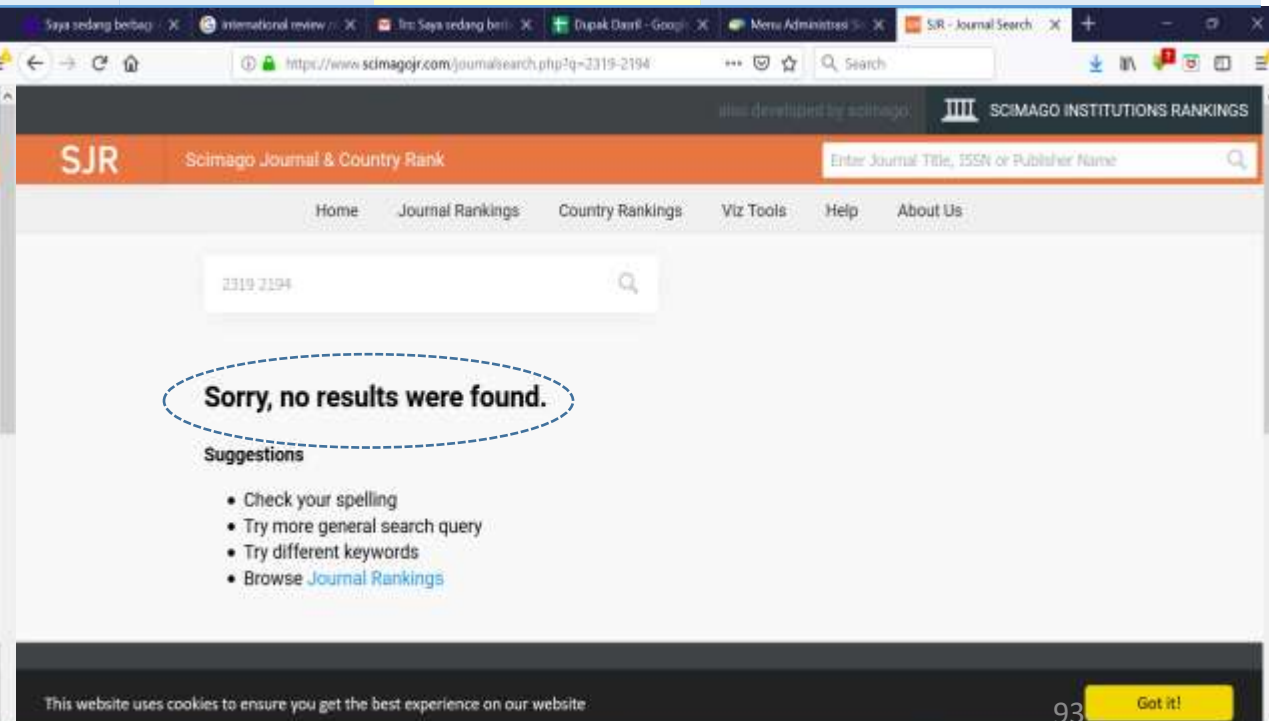 Saya sedang berbag X international review X Saya sedang X Dupak Dasril - Googl X Menu Administrasi S X SJR - Journal Search X + - X
https://www.scimagojr.com/journalsearch.php?q=2319-2194 ... Search
also developed by scimago SCIMAGO INSTITUTIONS RANKINGS
SJR Scimago Journal & Country Rank Enter Journal Title, ISSN or Publisher Name
Home Journal Rankings Country Rankings Viz Tools Help About Us
2319-2194
Sorry, no results were found.
Suggestions
• Check your spelling
• Try more general search query
• Try different keywords
• Browse Journal Rankings
This website uses cookies to ensure you get the best experience on our website 93 Got it!